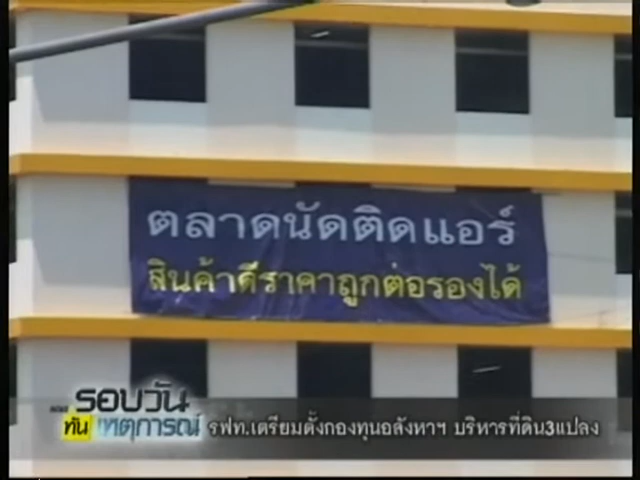 ตลาดนัดติดแอร์
สินค้าดีราคาถูกต่อรองได้
รอบวัน
ทันเหตุการณ์
รฟท.เตรียมตั้งกองทุนอสังหาฯ บริหารที่ดิน3แปลง